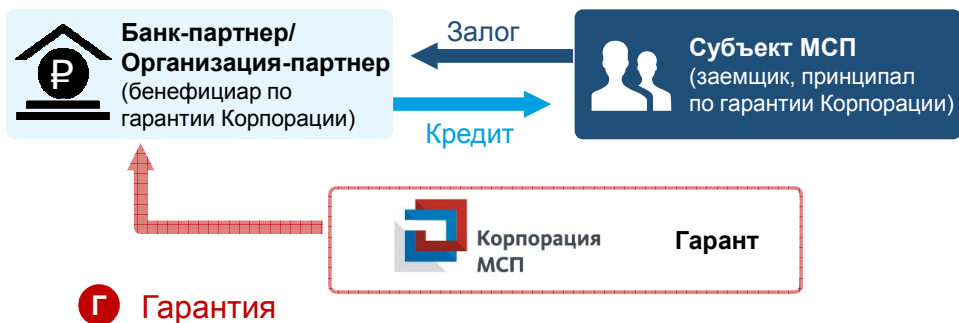 Банк-партнер/
Организация-партнер
(бенефициар по
гарантии Корпорации)
Залог
Кредит
Субъект МСП
(заемщик, принципал
по гарантии Корпорации)
₽
Корпорация
МСП
Гарант
Г Гарантия